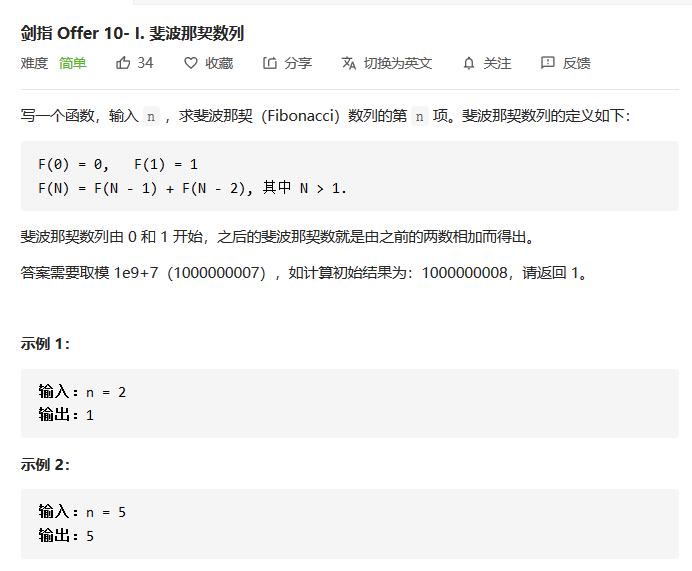 剑指 Offer 10- I. 斐波那契数列
难度 简单 34 收藏 分享 切换为英文 关注 反馈
写一个函数，输入 n ，求斐波那契（Fibonacci）数列的第 n 项。斐波那契数列的定义如下：
F(0) = 0,   F(1) = 1
F(N) = F(N - 1) + F(N - 2), 其中 N > 1.
斐波那契数列由 0 和 1 开始，之后的斐波那契数就是由之前的两数相加而得出。
答案需要取模 1e9+7（1000000007），如计算初始结果为：1000000008，请返回 1。
示例 1：
输入：n = 2
输出：1
示例 2：
输入：n = 5
输出：5